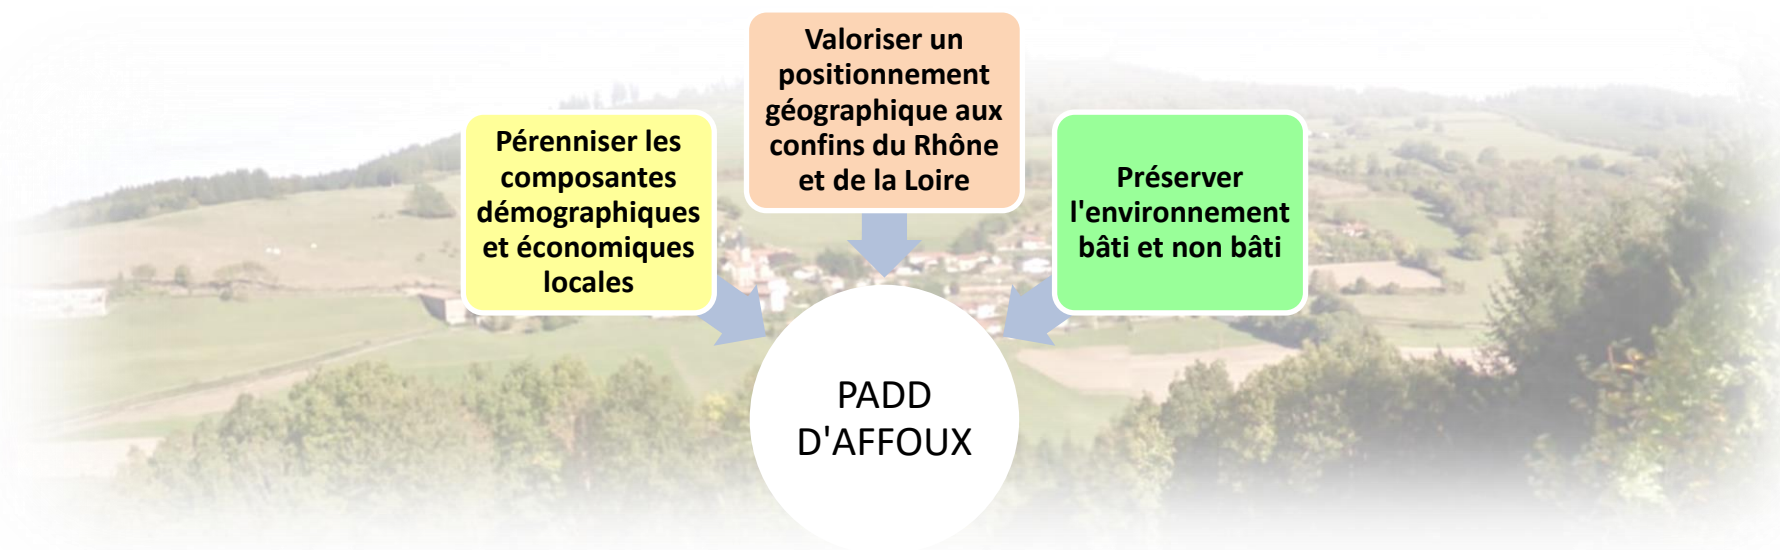 Pérenniser les
composantes
démographiques
et économiques
locales
Valoriser un
positionnement
géographique aux
confins du Rhône
et de la Loire
Préserver
l'environnement
bâti et non bâti
PADD
D'AFFOUX